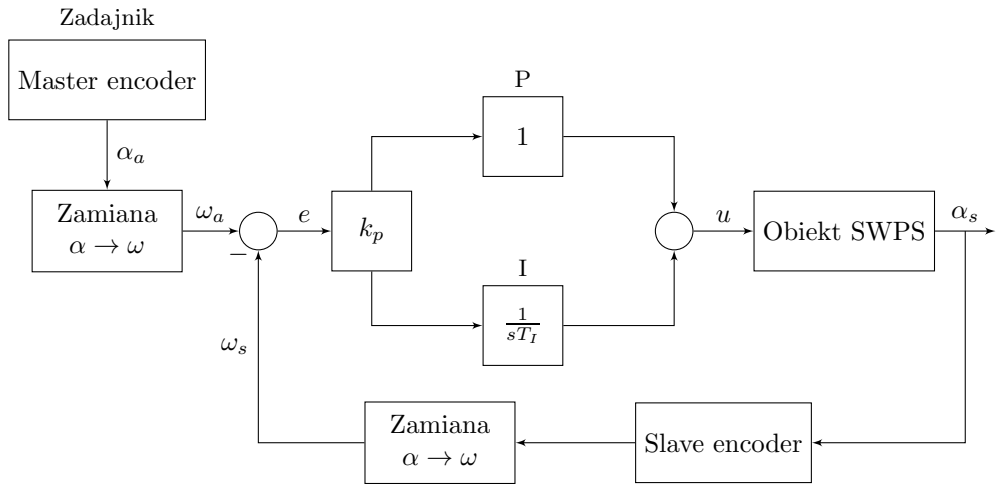 Zadajnik
Master encoder
α_a
Zamiana
α → ω
ω_a
−
e
k_p
P
1
I
1/(sT_I)
u
Obiekt SWPS
α_s
ω_s
Zamiana
α → ω
Slave encoder